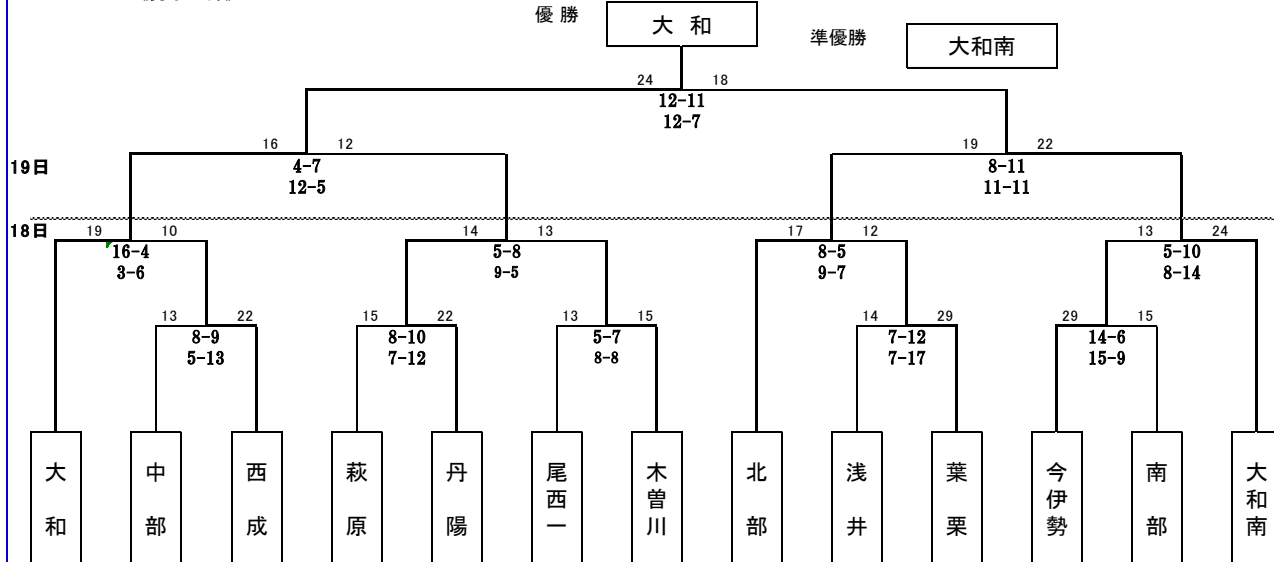 優 勝
大 和
準優勝
大和南
24 18
12-11
12-7
16 12
19 22
19日
4-7
12-5
8-11
11-11
18日
19 10
14 13
17 12
13 24
16-4
3-6
5-8
9-5
8-5
9-7
5-10
8-14
13 22
15 22
13 15
14 29
29 15
8-9
5-13
8-10
7-12
5-7
8-8
7-12
7-17
14-6
15-9
大和
中部
西成
萩原
丹陽
尾西一
木曽川
北部
浅井
葉栗
今伊勢
南部
大和南